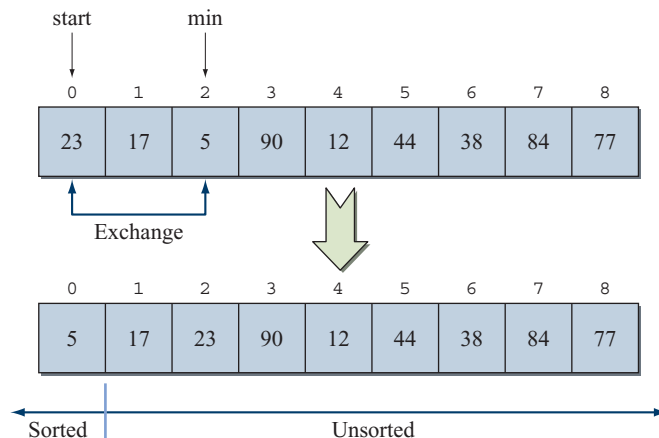 start min
0 1 2 3 4 5 6 7 8
23 17 5 90 12 44 38 84 77
Exchange
0 1 2 3 4 5 6 7 8
5 17 23 90 12 44 38 84 77
Sorted Unsorted